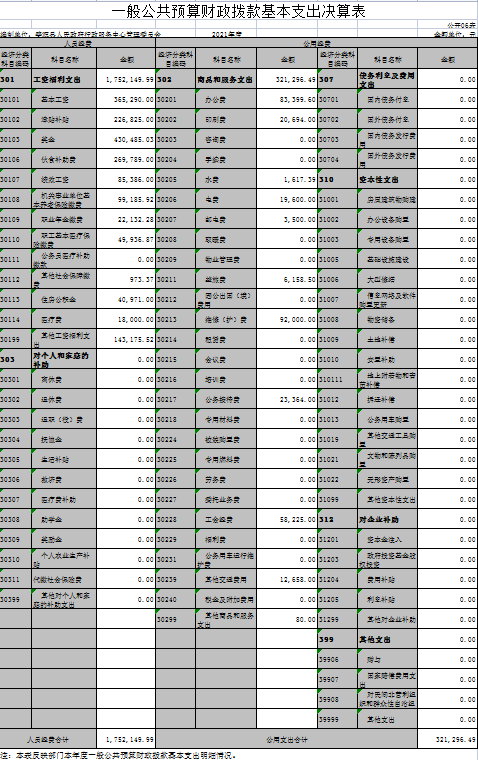 一般公共预算财政拨款基本支出决算表
公开06表
2021年度 金额单位：元
人员经费 公用经费
经济分类科目编码 科目名称 金额 经济分类科目编码 科目名称 金额 经济分类科目编码 科目名称 金额
301 工资福利支出 1,752,149.99 302 商品和服务支出 321,296.49 307 债务利息及费用支出 0.00
30101 基本工资 365,290.00 30201 办公费 83,399.60 30701 国内债务付息 0.00
30102 津贴补贴 226,825.00 30202 印刷费 20,694.00 30702 国外债务付息 0.00
30103 奖金 430,485.03 30203 咨询费 0.00 30703 国内债务发行费用 0.00
30106 伙食补助费 269,789.00 30204 手续费 0.00 30704 国外债务发行费用 0.00
30107 绩效工资 85,386.00 30205 水费 1,617.39 310 资本性支出 0.00
30108 机关事业单位基本养老保险缴费 99,185.92 30206 电费 19,600.00 31001 房屋建筑物购建 0.00
30109 职业年金缴费 22,132.28 30207 邮电费 3,500.00 31002 办公设备购置 0.00
30110 职工基本医疗保险缴费 49,936.87 30208 取暖费 0.00 31003 专用设备购置 0.00
30111 公务员医疗补助缴费 0.00 30209 物业管理费 0.00 31005 基础设施建设 0.00
30112 其他社会保障缴费 973.37 30211 差旅费 6,158.50 31006 大型修缮 0.00
30113 住房公积金 40,971.00 30212 因公出国（境）费用 0.00 31007 信息网络及软件购置更新 0.00
30114 医疗费 18,000.00 30213 维修（护）费 92,000.00 31008 物资储备 0.00
30199 其他工资福利支出 143,175.52 30214 租赁费 0.00 31009 土地补偿 0.00
303 对个人和家庭的补助 0.00 30215 会议费 0.00 31010 安置补助 0.00
30301 离休费 0.00 30216 培训费 0.00 310111 地上附着物和青苗补偿 0.00
30302 退休费 0.00 30217 公务接待费 23,364.00 31012 拆迁补偿 0.00
30303 退职（役）费 0.00 30218 专用材料费 0.00 31013 公务用车购置 0.00
30304 抚恤金 0.00 30224 被装购置费 0.00 31019 其他交通工具购置 0.00
30305 生活补贴 0.00 30225 专用燃料费 0.00 31021 文物和陈列品购置 0.00
30306 救济费 0.00 30226 劳务费 0.00 31022 无形资产购置 0.00
30307 医疗费补助 0.00 30227 委托业务费 0.00 31099 其他资本性支出 0.00
30308 助学金 0.00 30228 工会经费 58,225.00 312 对企业补助 0.00
30309 奖励金 0.00 30229 福利费 0.00 31201 资本金注入 0.00
30310 个人农业生产补贴 0.00 30231 公务用车运行维护费 0.00 31203 政府投资基金股权投资 0.00
30311 代缴社会保险费 0.00 30239 其他交通费用 12,658.00 31204 费用补贴 0.00
30399 其他对个人和家庭的补助支出 0.00 30240 税金及附加费用 0.00 31205 利息补贴 0.00
30299 其他商品和服务支出 80.00 31299 其他对企业补助 0.00
399 其他支出 0.00
39906 赠与 0.00
39907 国家赔偿费用支出 0.00
39908 对民间非营利组织和群众性自治组 0.00
39999 其他支出 0.00
人员经费合计 1,752,149.99 公用支出合计 321,296.49
注：本表反映部门本年度一般公共预算财政拨款基本支出明细情况。